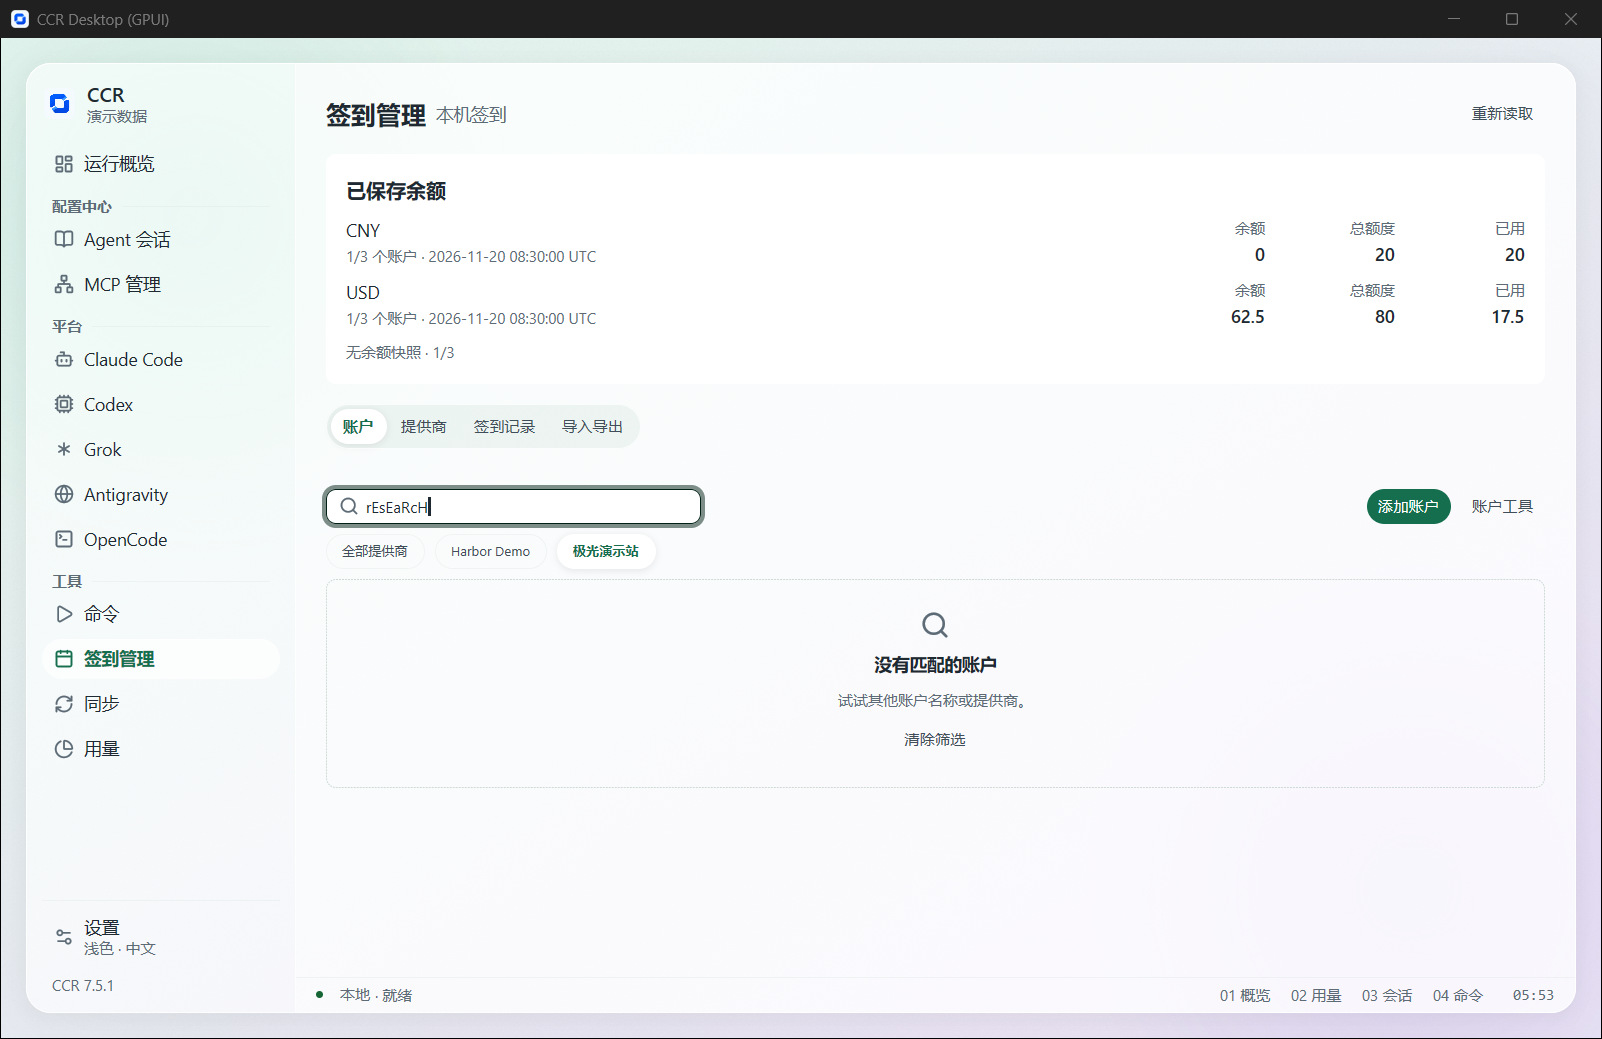 CCR Desktop (GPUI)
CCR
演示数据
运行概览
配置中心
Agent 会话
MCP 管理
平台
Claude Code
Codex
Grok
Antigravity
OpenCode
工具
命令
签到管理
同步
用量
设置
浅色 · 中文
CCR 7.5.1
签到管理 本机签到
重新读取
已保存余额
CNY
1/3 个账户 · 2026-11-20 08:30:00 UTC
余额 总额度 已用
0 20 20
USD
1/3 个账户 · 2026-11-20 08:30:00 UTC
余额 总额度 已用
62.5 80 17.5
无余额快照 · 1/3
账户 提供商 签到记录 导入导出
rEsEaRcH
添加账户 账户工具
全部提供商 Harbor Demo 极光演示站
没有匹配的账户
试试其他账户名称或提供商。
清除筛选
本地 · 就绪
01 概览 02 用量 03 会话 04 命令 05:53